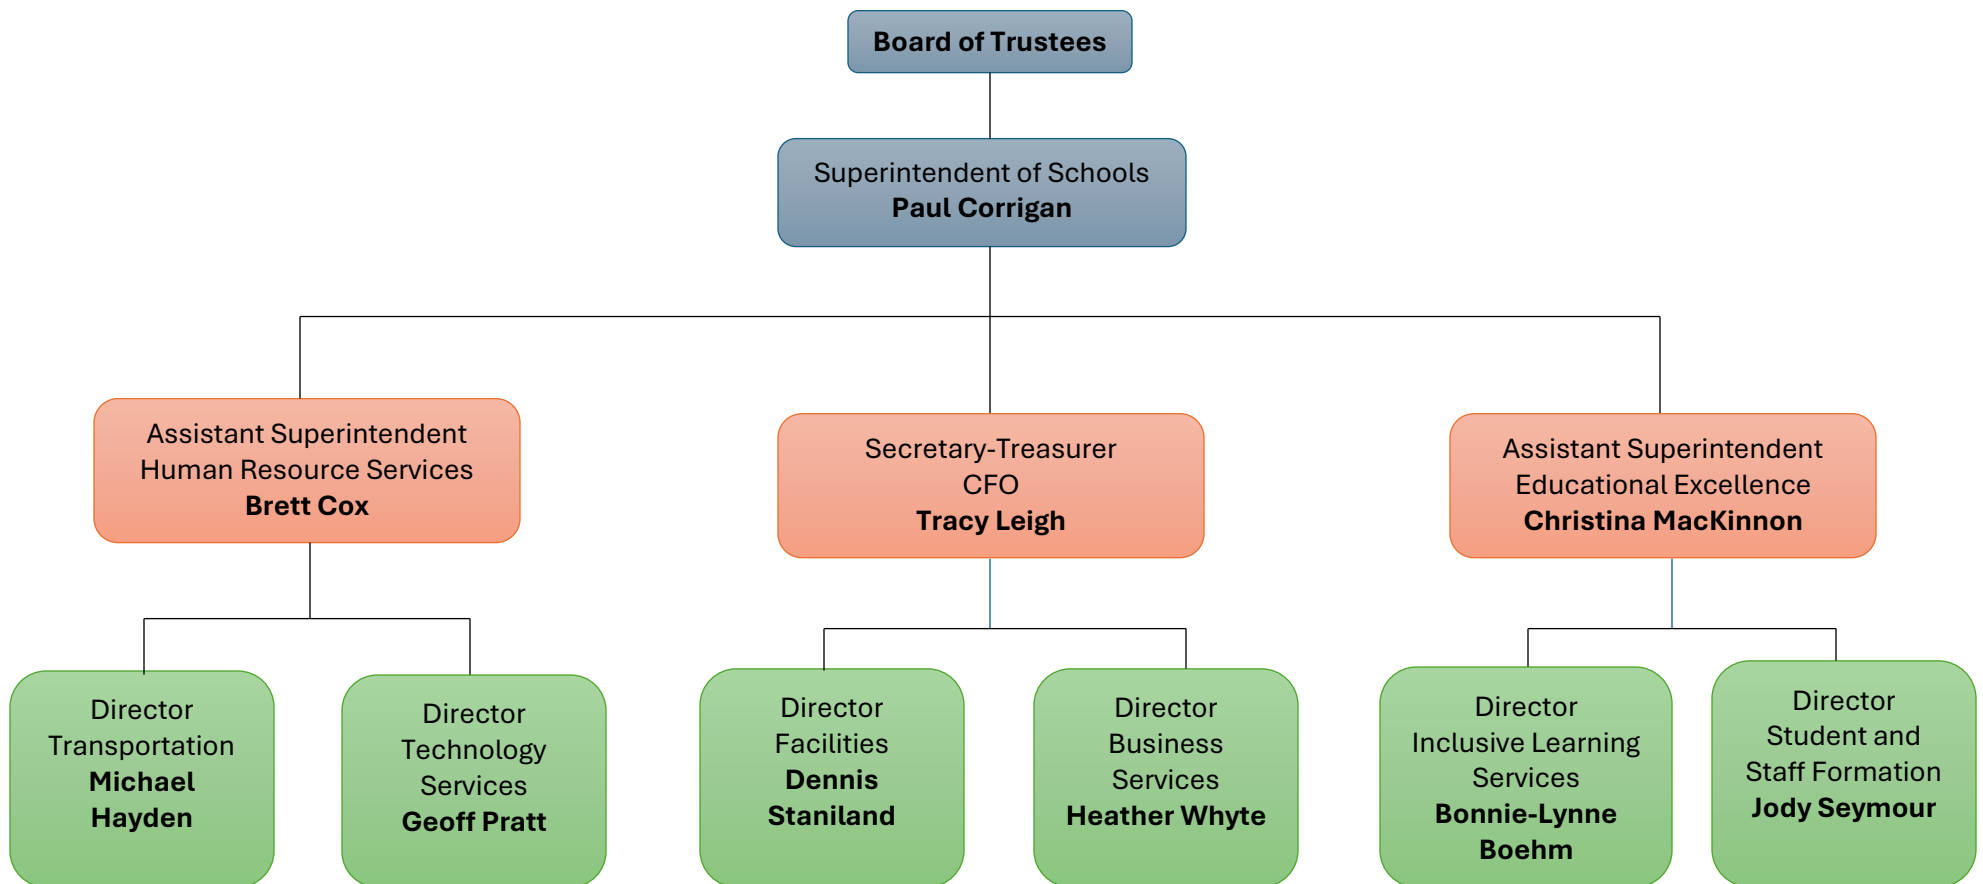 Board of Trustees
Superintendent of Schools
Paul Corrigan
Assistant Superintendent
Human Resource Services
Brett Cox
Secretary-Treasurer
CFO
Tracy Leigh
Assistant Superintendent
Educational Excellence
Christina MacKinnon
Director
Transportation
Michael
Hayden
Director
Technology
Services
Geoff Pratt
Director
Facilities
Dennis
Staniland
Director
Business
Services
Heather Whyte
Director
Inclusive Learning
Services
Bonnie-Lynne
Boehm
Director
Student and
Staff Formation
Jody Seymour